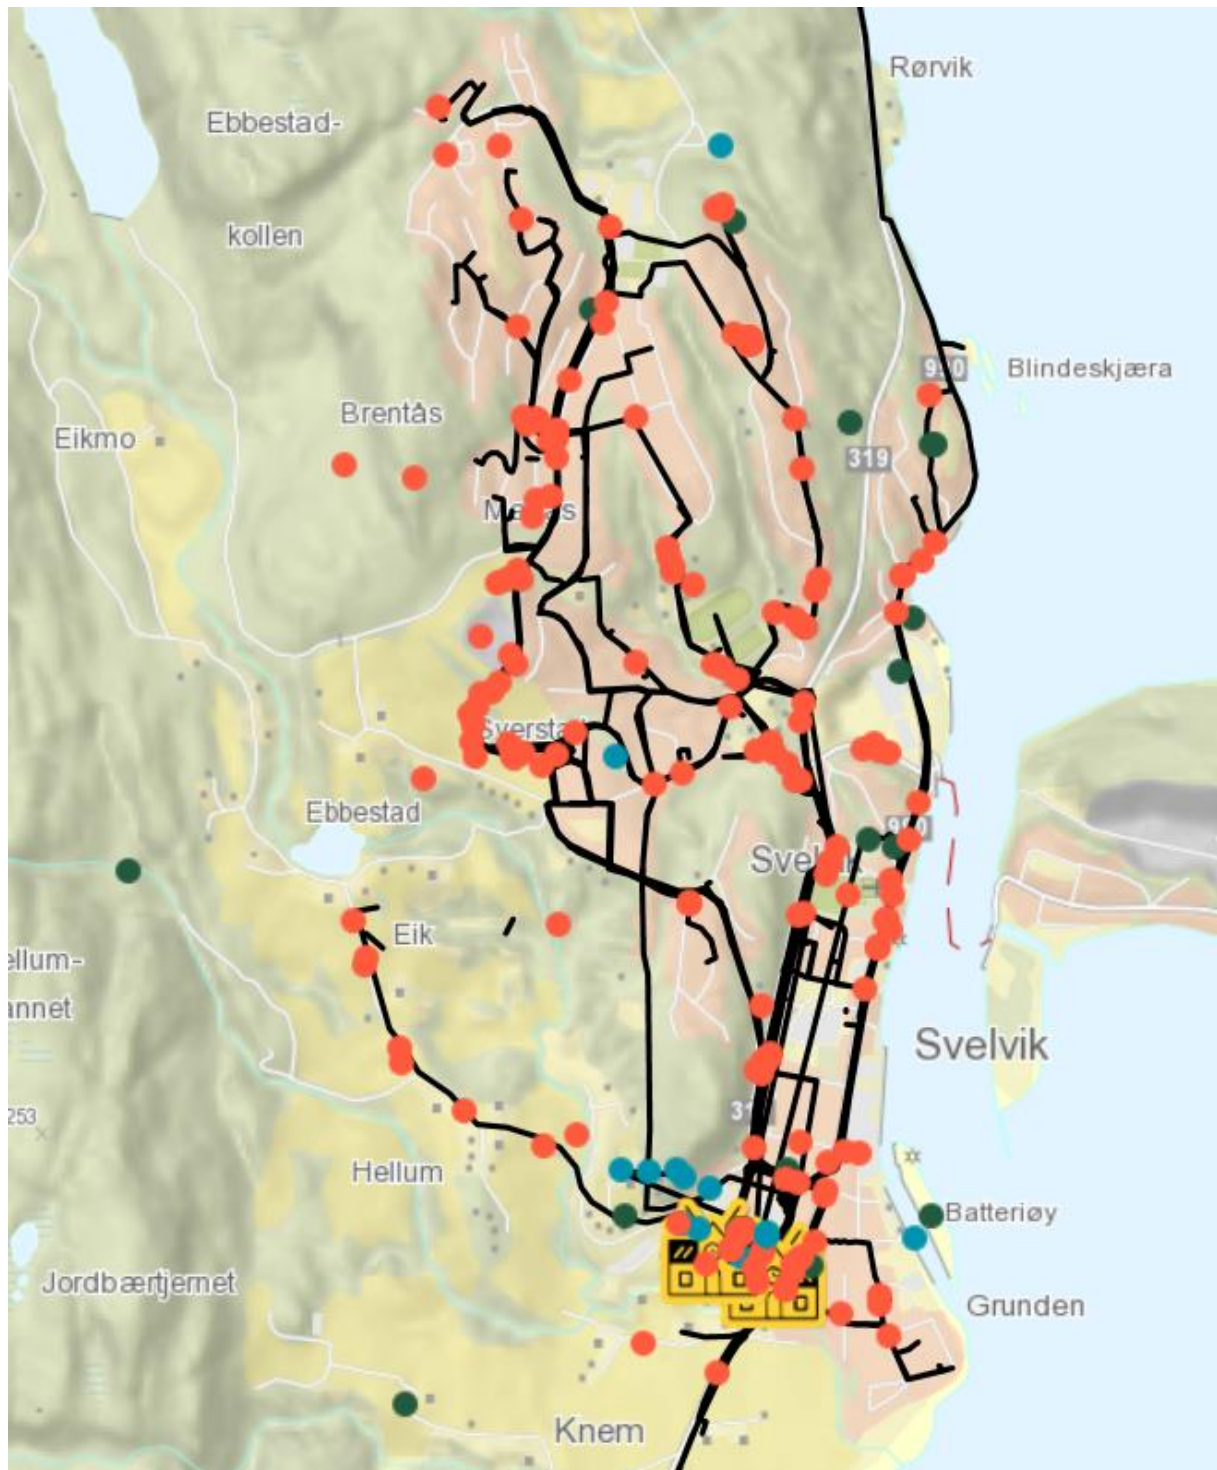 Rørvik
Ebbestad-
kollen
Blindeskjæra
Brentås
Eikmo
319
Ebbestad
Eik
ellum-
annet
Svelvik
253
Hellum
Batteriøy
Jordbærtjernet
Grunden
Knem